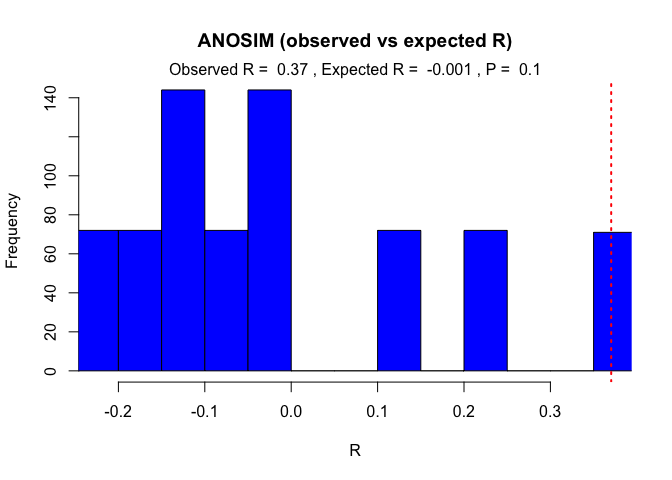 ANOSIM (observed vs expected R)
Observed R =  0.37 , Expected R =  -0.001 , P =  0.1
Frequency
140
80
100
60
40
20
0
-0.2 -0.1 0.0 0.1 0.2 0.3
R